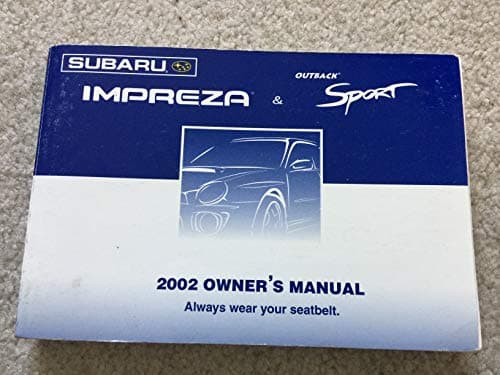 SUBARU
OUTBACK
IMPREZA & SPORT
2002 OWNER'S MANUAL
Always wear your seatbelt.